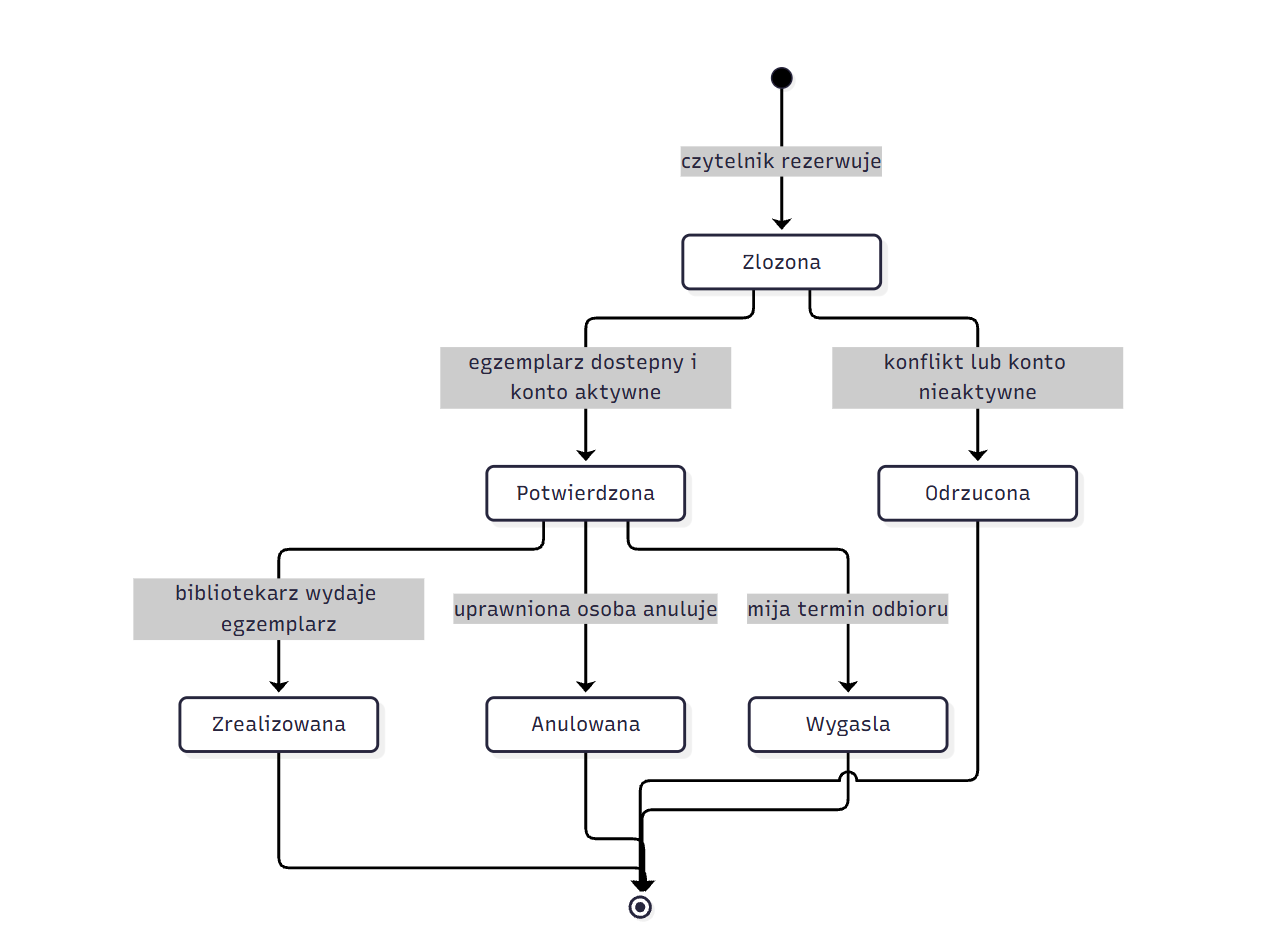 czytelnik rezerwuje
Zlozona
egzemplarz dostepny i
konto aktywne
konflikt lub konto
nieaktywne
Potwierdzona
Odrzucona
bibliotekarz wydaje
egzemplarz
uprawniona osoba anuluje
mija termin odbioru
Zrealizowana
Anulowana
Wygasla